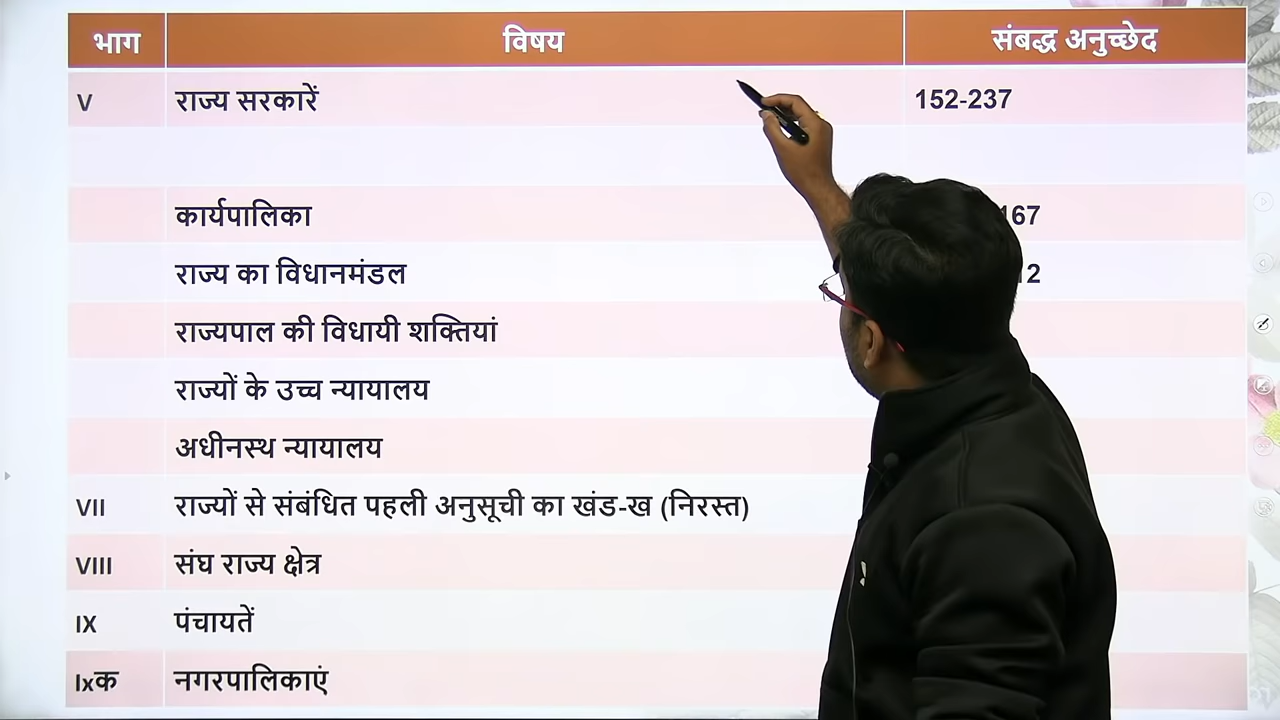 भाग विषय संबद्ध अनुच्छेद
V राज्य सरकारें 152-237
कार्यपालिका 167
राज्य का विधानमंडल 12
राज्यपाल की विधायी शक्तियां
राज्यों के उच्च न्यायालय
अधीनस्थ न्यायालय
VII राज्यों से संबंधित पहली अनुसूची का खंड-ख (निरस्त)
VIII संघ राज्य क्षेत्र
IX पंचायतें
Ixक नगरपालिकाएं